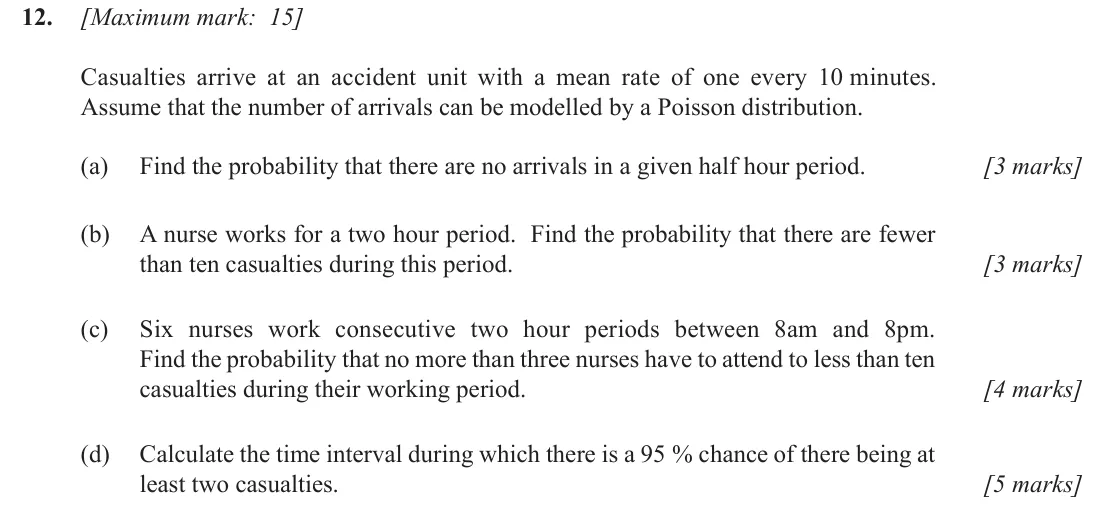 12. [Maximum mark: 15]
Casualties arrive at an accident unit with a mean rate of one every 10 minutes.
Assume that the number of arrivals can be modelled by a Poisson distribution.
(a) Find the probability that there are no arrivals in a given half hour period. [3 marks]
(b) A nurse works for a two hour period. Find the probability that there are fewer
than ten casualties during this period. [3 marks]
(c) Six nurses work consecutive two hour periods between 8am and 8pm.
Find the probability that no more than three nurses have to attend to less than ten
casualties during their working period. [4 marks]
(d) Calculate the time interval during which there is a 95 % chance of there being at
least two casualties. [5 marks]